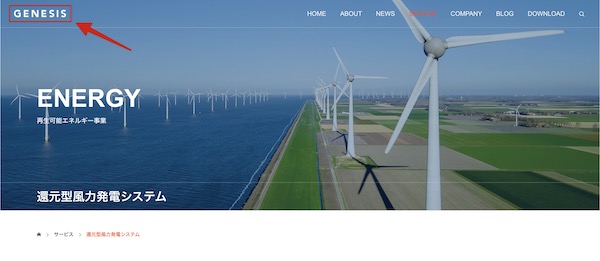 GENESIS
HOME ABOUT NEWS SERVICE COMPANY BLOG DOWNLOAD
ENERGY
再生可能エネルギー事業
還元型風力発電システム
サービス 還元型風力発電システム